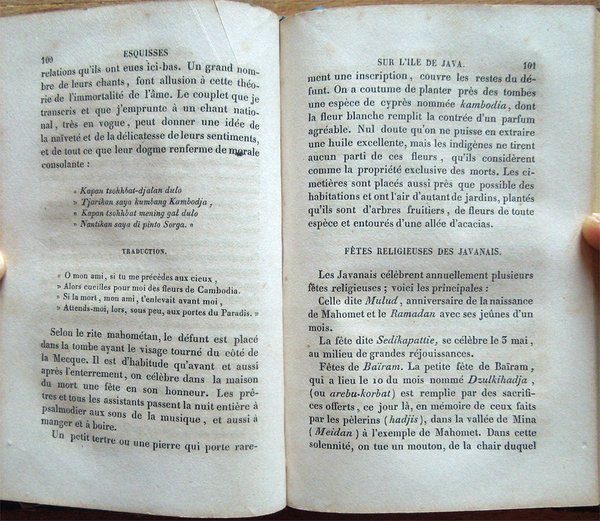 100
ESQUISSES
relations qu'ils ont eues ici-bas. Un grand nom-
bre de leurs chants, font allusion à cette théo-
rie de l'immortalité de l'âme. Le couplet que je
transcris et que j'emprunte à un chant natio-
nal, très en vogue, peut donner une idée de
la naïveté et de la délicatesse de leurs sentiments,
et de tout ce que leur dogme renferme de morale
consolante :
» Kapan tsohhbat-djalan dulo
» Tjarikan saya kumbang Kambodja,
» Kapan tsohhbat mening gal dulo
» Nantikan saya di pinto Sorga. »
TRADUCTION.
« O mon ami, si tu me précèdes aux cieux,
» Alors cueilles pour moi des fleurs de Cambodia.
» Si la mort, mon ami, t'enlevait avant moi,
» Attends-moi, lors, sous peu, aux portes du Paradis. »
Selon le rite mahométan, le défunt est placé
dans la tombe ayant le visage tourné du côté de
la Mecque. Il est d'habitude qu'avant et aussi
après l'enterrement, on célèbre dans la maison
du mort une fête en son honneur. Les prê-
tres et tous les assistants passent la nuit entière à
psalmodier aux sons de la musique, et aussi à
manger et à boire.
Un petit tertre ou une pierre qui porte rare-
SUR L'ILE DE JAVA.
101
ment une inscription, couvre les restes du dé-
funt. On a coutume de planter près des tombes
une espèce de cyprès nommée kambodia, dont
la fleur blanche remplit la contrée d'un parfum
agréable. Nul doute qu'on ne puisse en extraire
une huile excellente, mais les indigènes ne tirent
aucun parti de ces fleurs, qu'ils considèrent
comme la propriété exclusive des morts. Les ci-
metières sont placés aussi près que possible des
habitations et ont l'air d'autant de jardins, plantés
qu'ils sont d'arbres fruitiers, de fleurs de toute
espèce et entourés d'une allée d'acacias.
FÊTES RELIGIEUSES DES JAVANAIS.
Les Javanais célèbrent annuellement plusieurs
fêtes religieuses ; voici les principales :
Celle dite Mulud, anniversaire de la naissance
de Mahomet et le Ramadan avec ses jeûnes d'un
mois.
La fête dite Sedikapattie, se célèbre le 5 mai,
au milieu de grandes réjouissances.
Fêtes de Baïram. La petite fête de Baïram,
qui a lieu le 10 du mois nommé Dzulkihadja,
(ou arebu-korbat) est remplie par des sacrifi-
ces offerts, ce jour là, en mémoire de ceux faits
par les pèlerins (hadjis), dans la vallée de Mina
(Meidan) à l'exemple de Mahomet. Dans cette
solennité, on tue un mouton, de la chair duquel